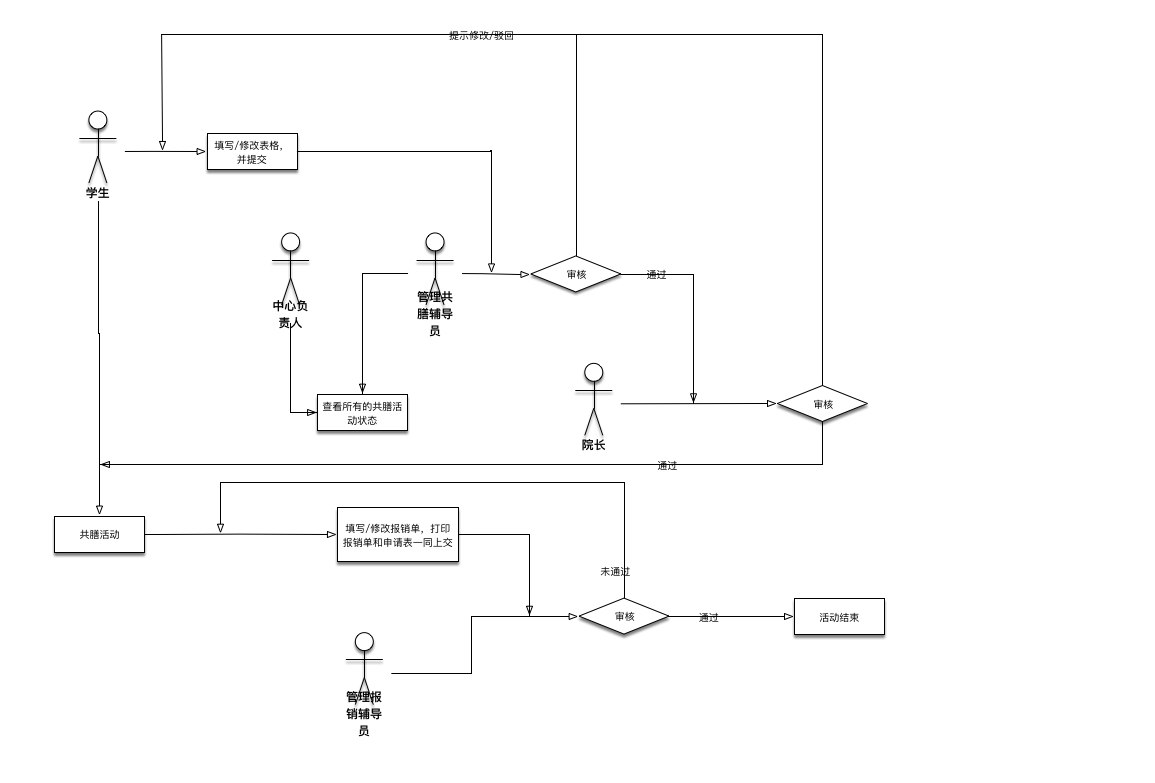 提示修改/驳回
填写/修改表格,
并提交
学生
审核
通过
管理共
膳辅导
员
中心负
责人
查看所有的共膳活
动状态
审核
院长
通过
填写/修改报销单，打印
报销单和申请表一同上交
共膳活动
未通过
审核
通过
活动结束
管理报
销辅导
员